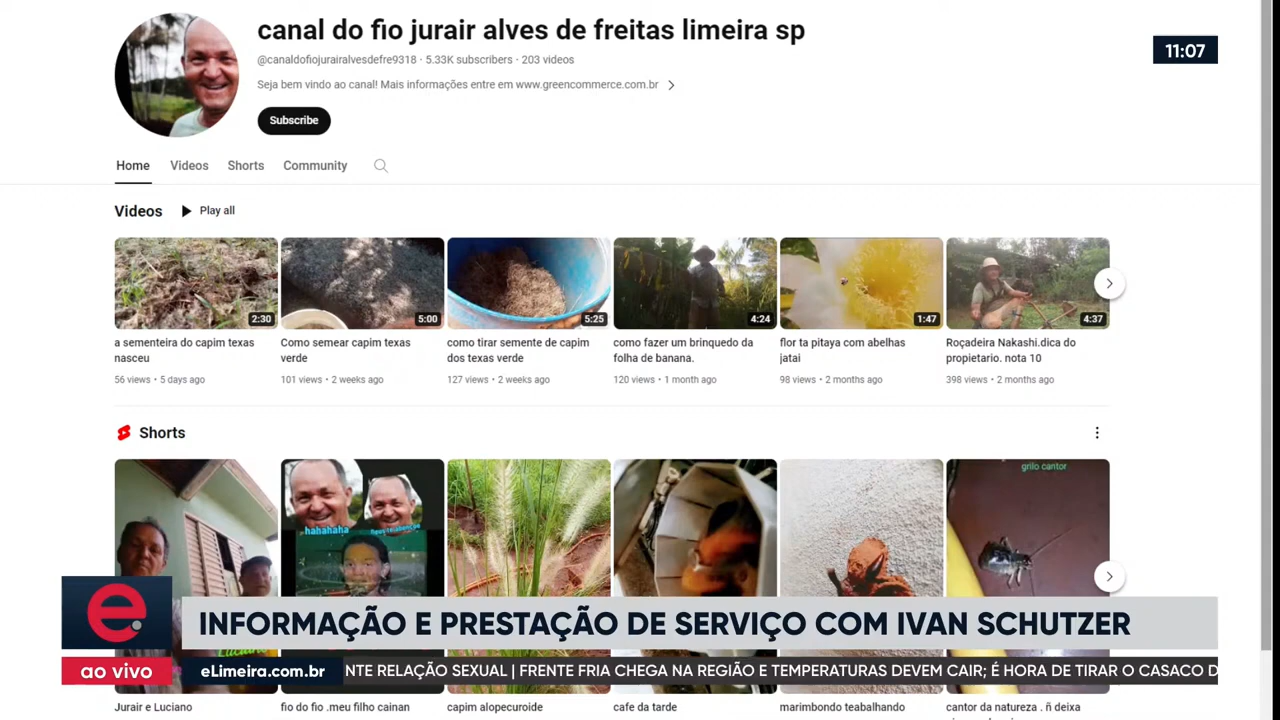 canal do fio jurair alves de freitas limeira sp
@canaldofiojurairalvesdefre9318 · 5.33K subscribers · 203 videos
Seja bem vindo ao canal! Mais informações entre em www.greencommerce.com.br
Subscribe
11:07
Home Videos Shorts Community
Videos Play all
2:30 5:00 5:25 4:24 1:47 4:37
a sementeira do capim texas nasceu
56 views • 5 days ago
Como semear capim texas verde
101 views • 2 weeks ago
como tirar semente de capim dos texas verde
127 views • 2 weeks ago
como fazer um brinquedo da folha de banana.
120 views • 1 month ago
flor ta pitaya com abelhas jatai
98 views • 2 months ago
Roçadeira Nakashi.dica do propietario. nota 10
398 views • 2 months ago
Shorts
hahahaha
grilo cantor
Luciano
e
INFORMAÇÃO E PRESTAÇÃO DE SERVIÇO COM IVAN SCHUTZER
ao vivo
eLimeira.com.br
NTE RELAÇÃO SEXUAL | FRENTE FRIA CHEGA NA REGIÃO E TEMPERATURAS DEVEM CAIR; É HORA DE TIRAR O CASACO D
Jurair e Luciano
fio do fio .meu filho cainan
capim alopecuroide
cafe da tarde
marimbondo teabalhando
cantor da natureza . ñ deixa